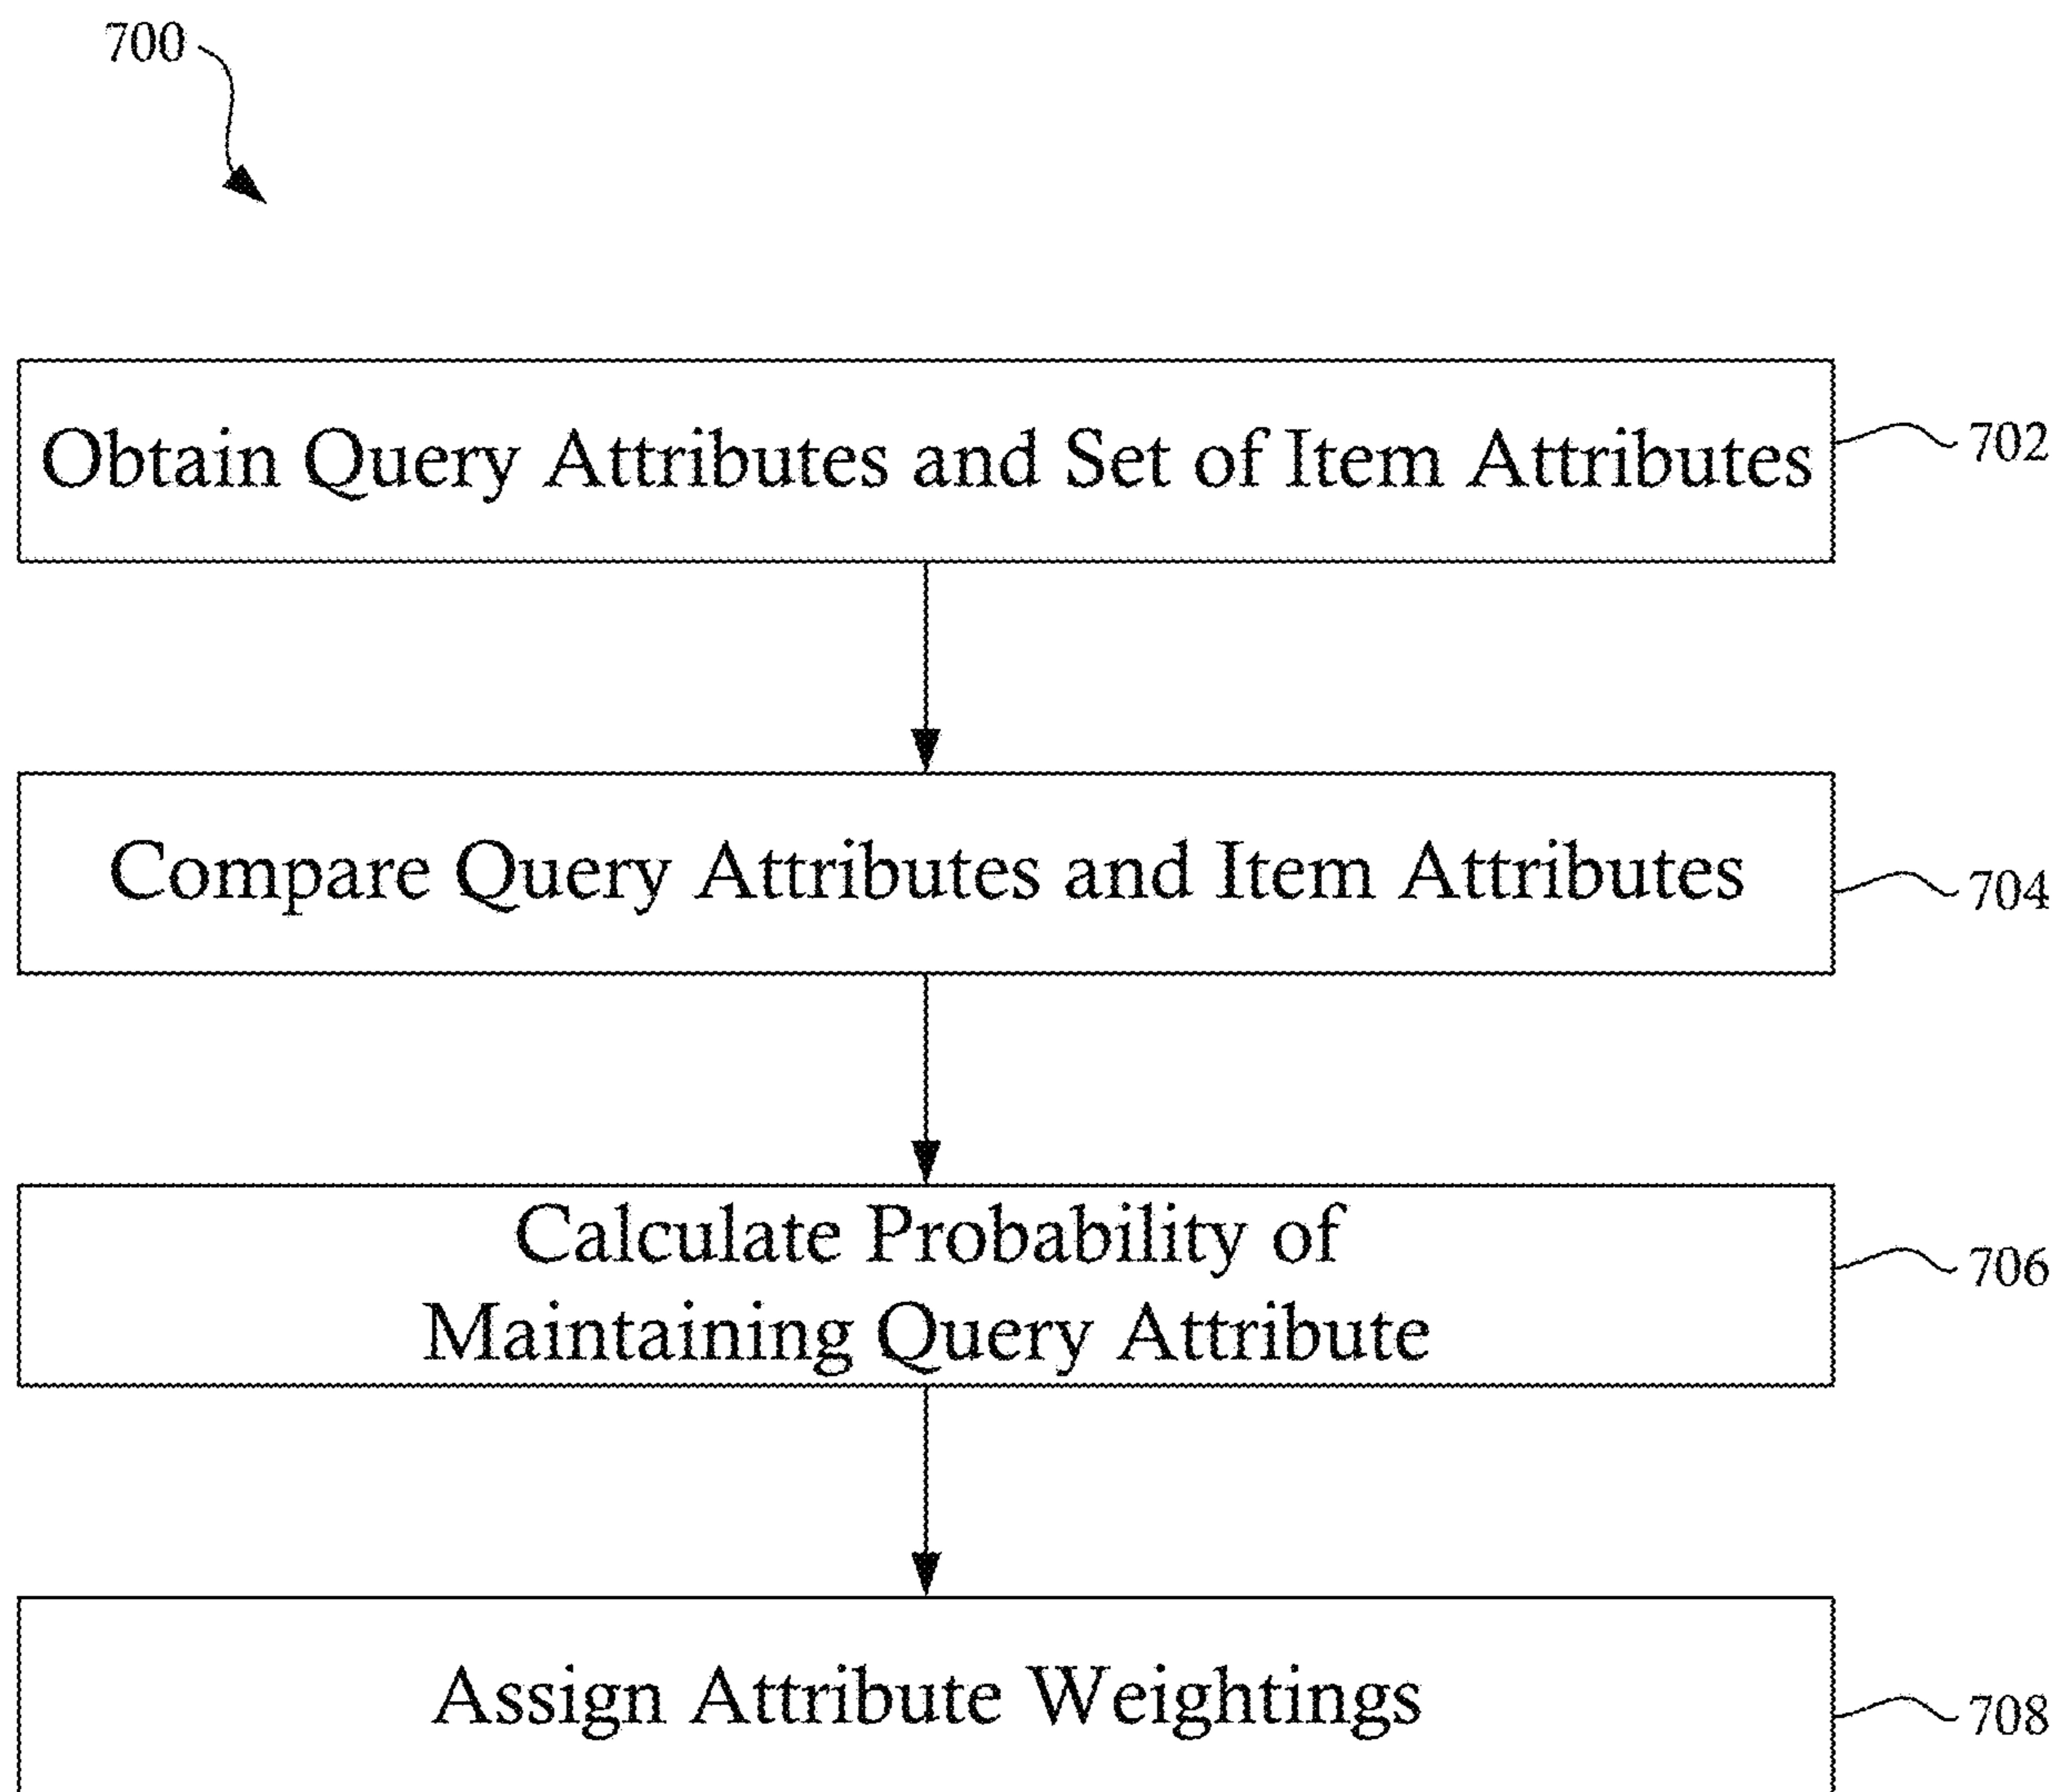 700
Obtain Query Attributes and Set of Item Attributes
702
Compare Query Attributes and Item Attributes
704
Calculate Probability of
Maintaining Query Attribute
706
Assign Attribute Weightings
708